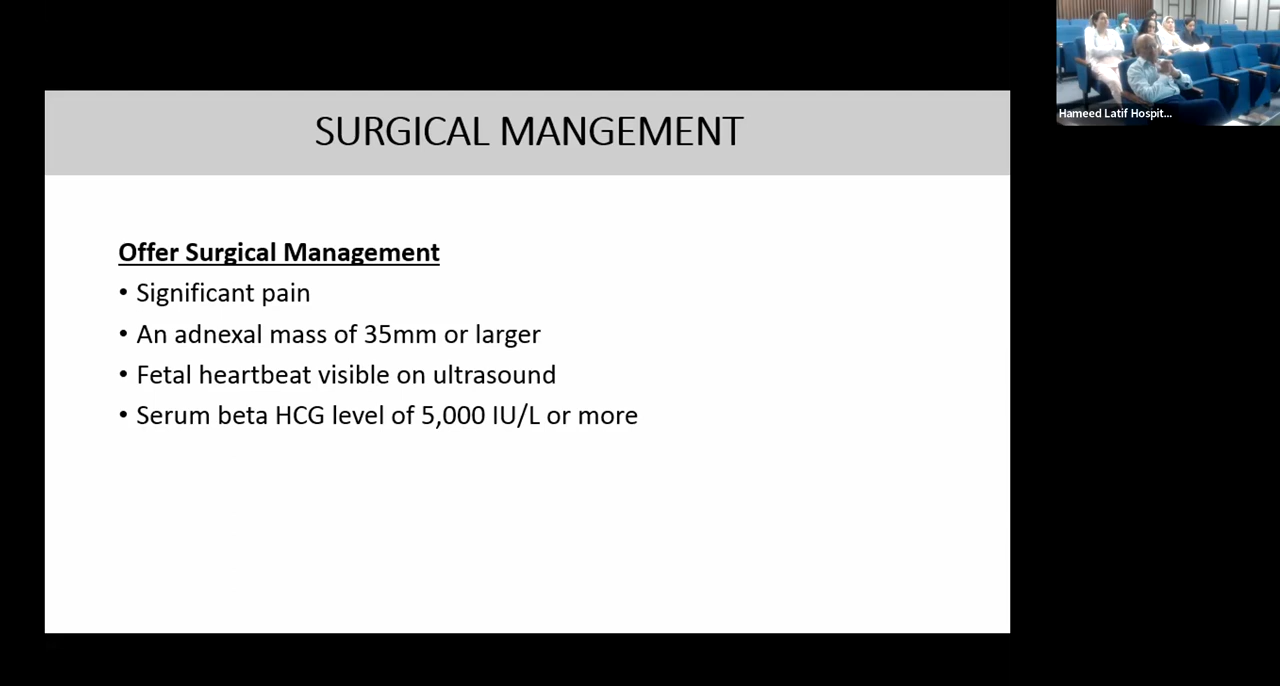 SURGICAL MANGEMENT
Offer Surgical Management
• Significant pain
• An adnexal mass of 35mm or larger
• Fetal heartbeat visible on ultrasound
• Serum beta HCG level of 5,000 IU/L or more
Hameed Latif Hospit...